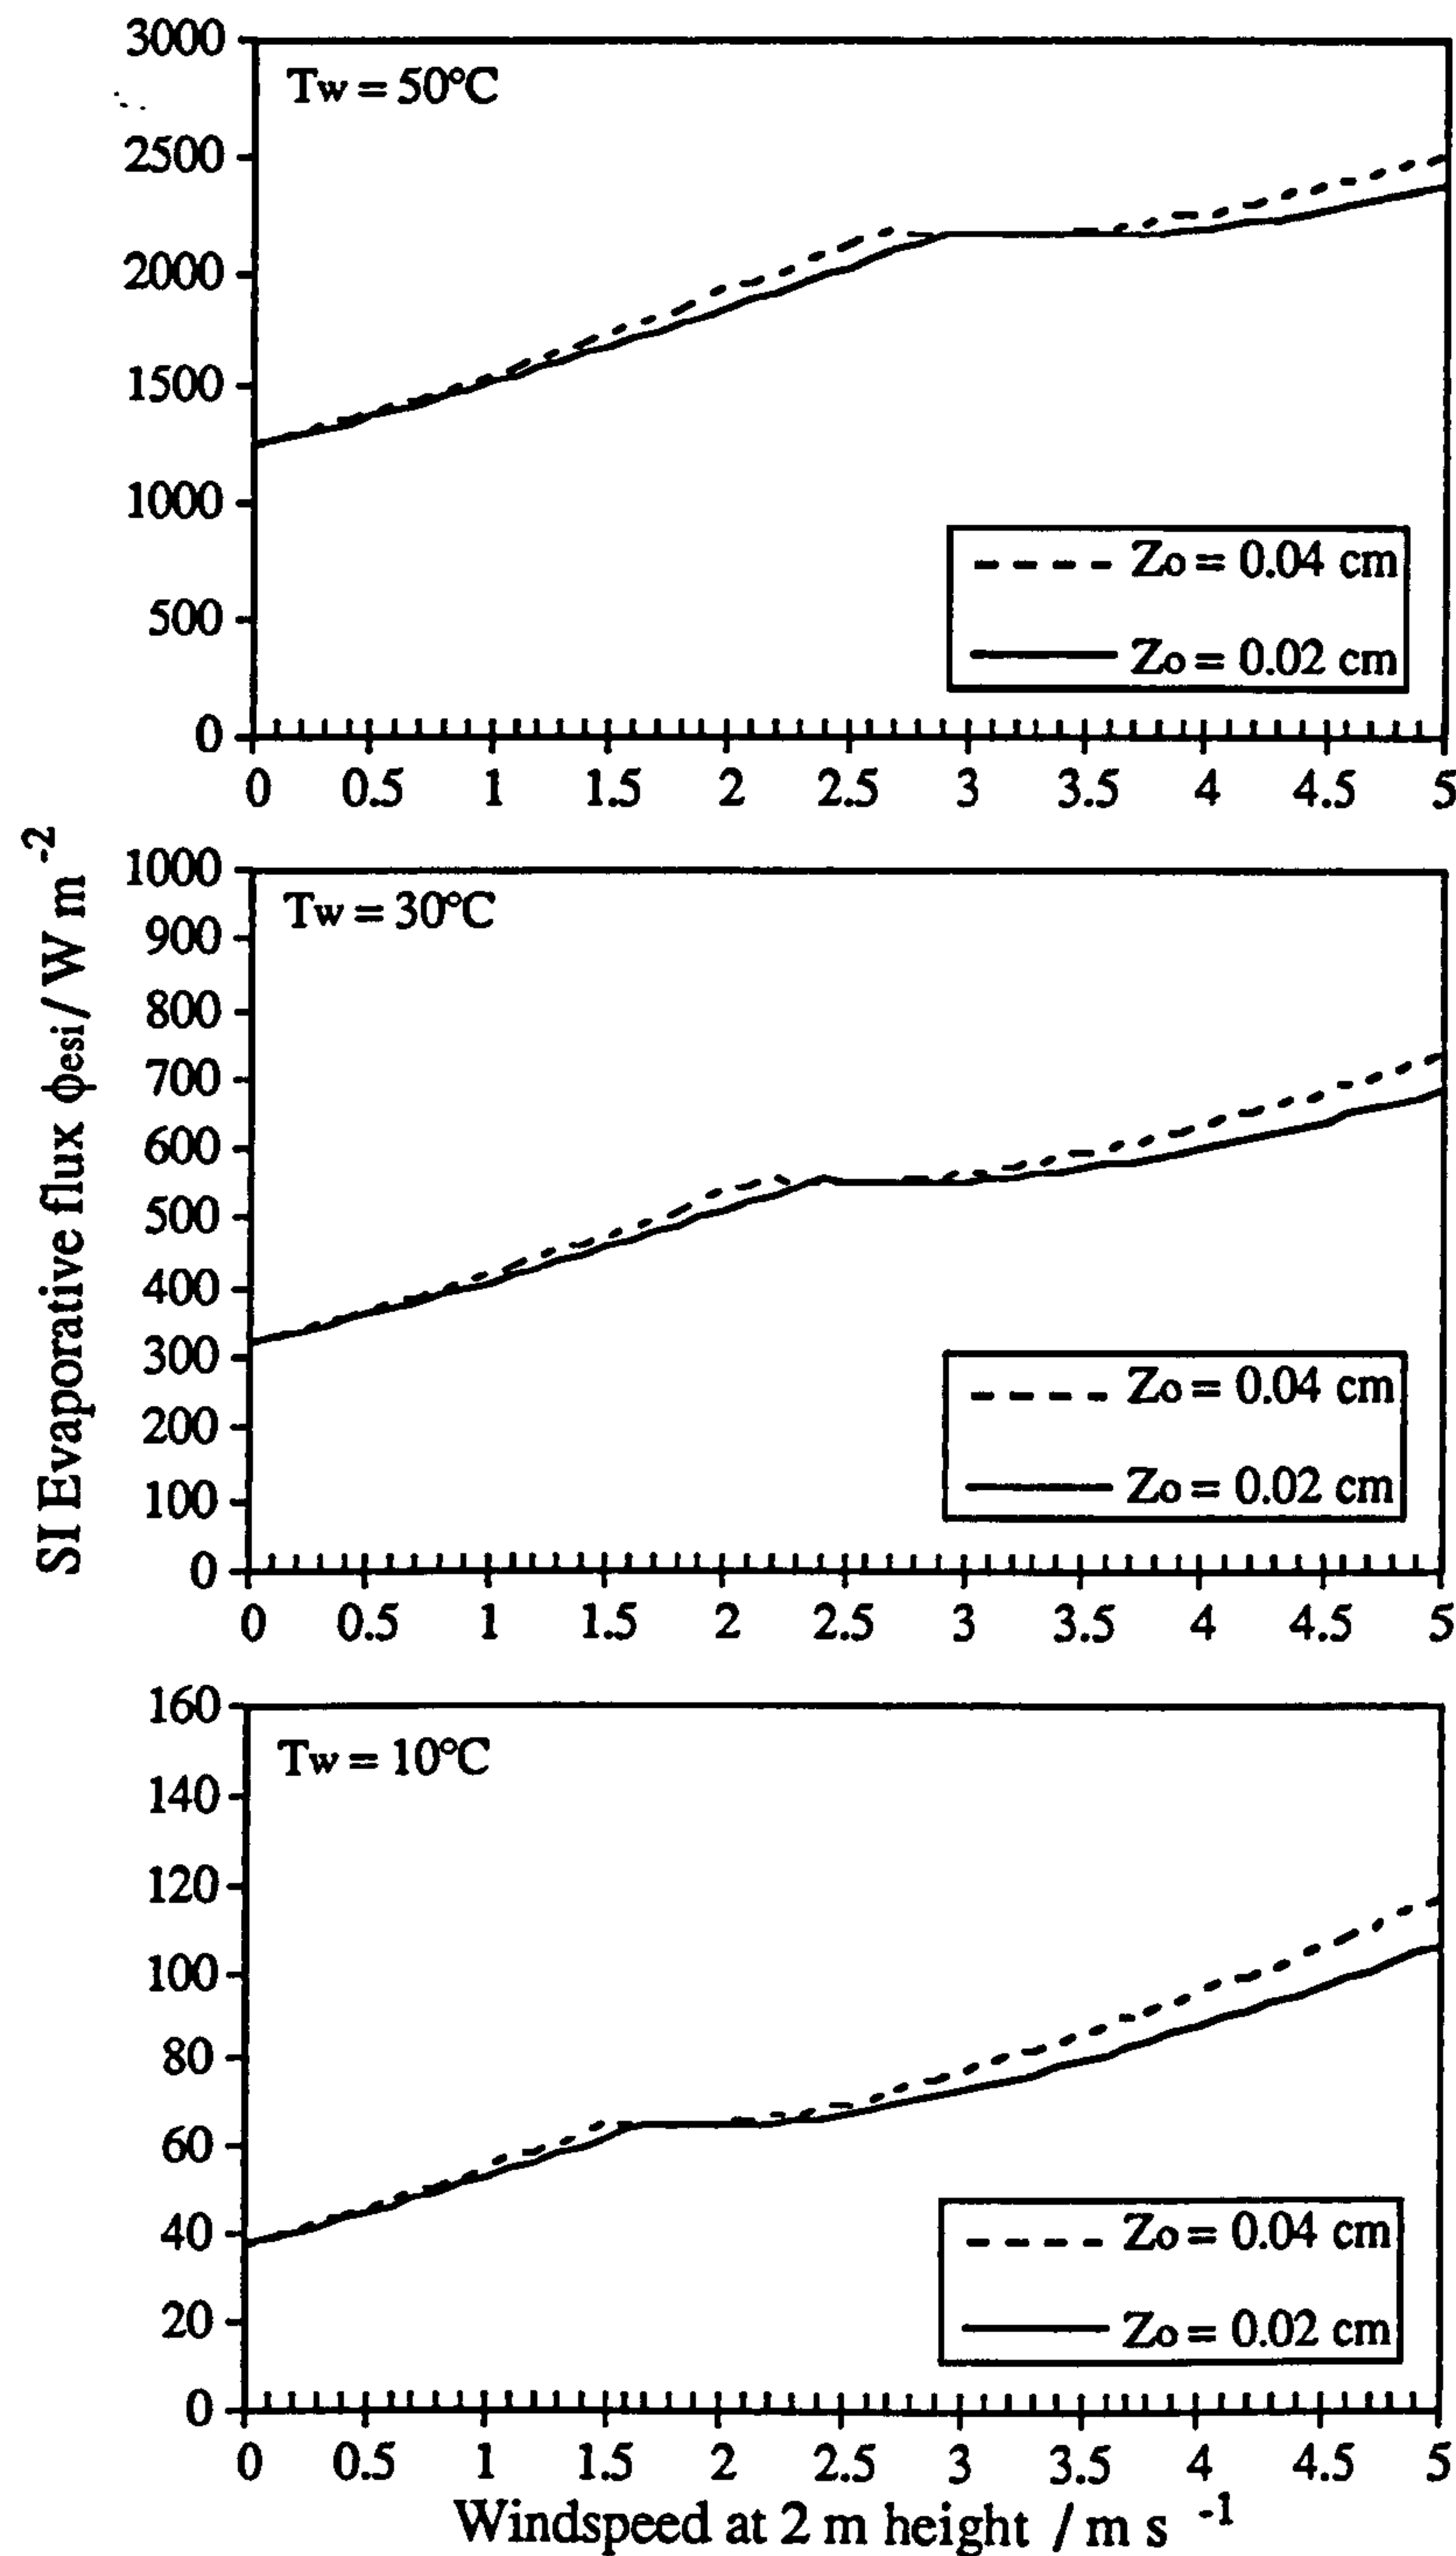 SI Evaporative flux ϕesi / W m -2
3000
2500
2000
1500
1000
500
0
Tw = 50°C
Zo = 0.04 cm
Zo = 0.02 cm
0 0.5 1 1.5 2 2.5 3 3.5 4 4.5 5
1000
900
800
700
600
500
400
300
200
100
0
Tw = 30°C
Zo = 0.04 cm
Zo = 0.02 cm
0 0.5 1 1.5 2 2.5 3 3.5 4 4.5 5
160
140
120
100
80
60
40
20
0
Tw = 10°C
Zo = 0.04 cm
Zo = 0.02 cm
0 0.5 1 1.5 2 2.5 3 3.5 4 4.5 5
Windspeed at 2 m height / m s -1